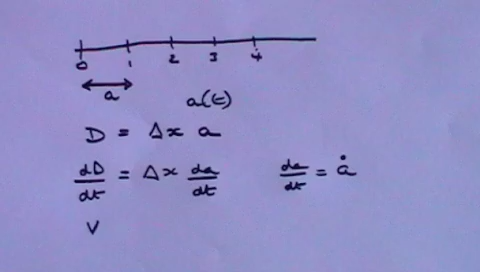 0 1 2 3 4
a
a(t)
D = Δx a
dD/dt = Δx da/dt da/dt = ȧ
V